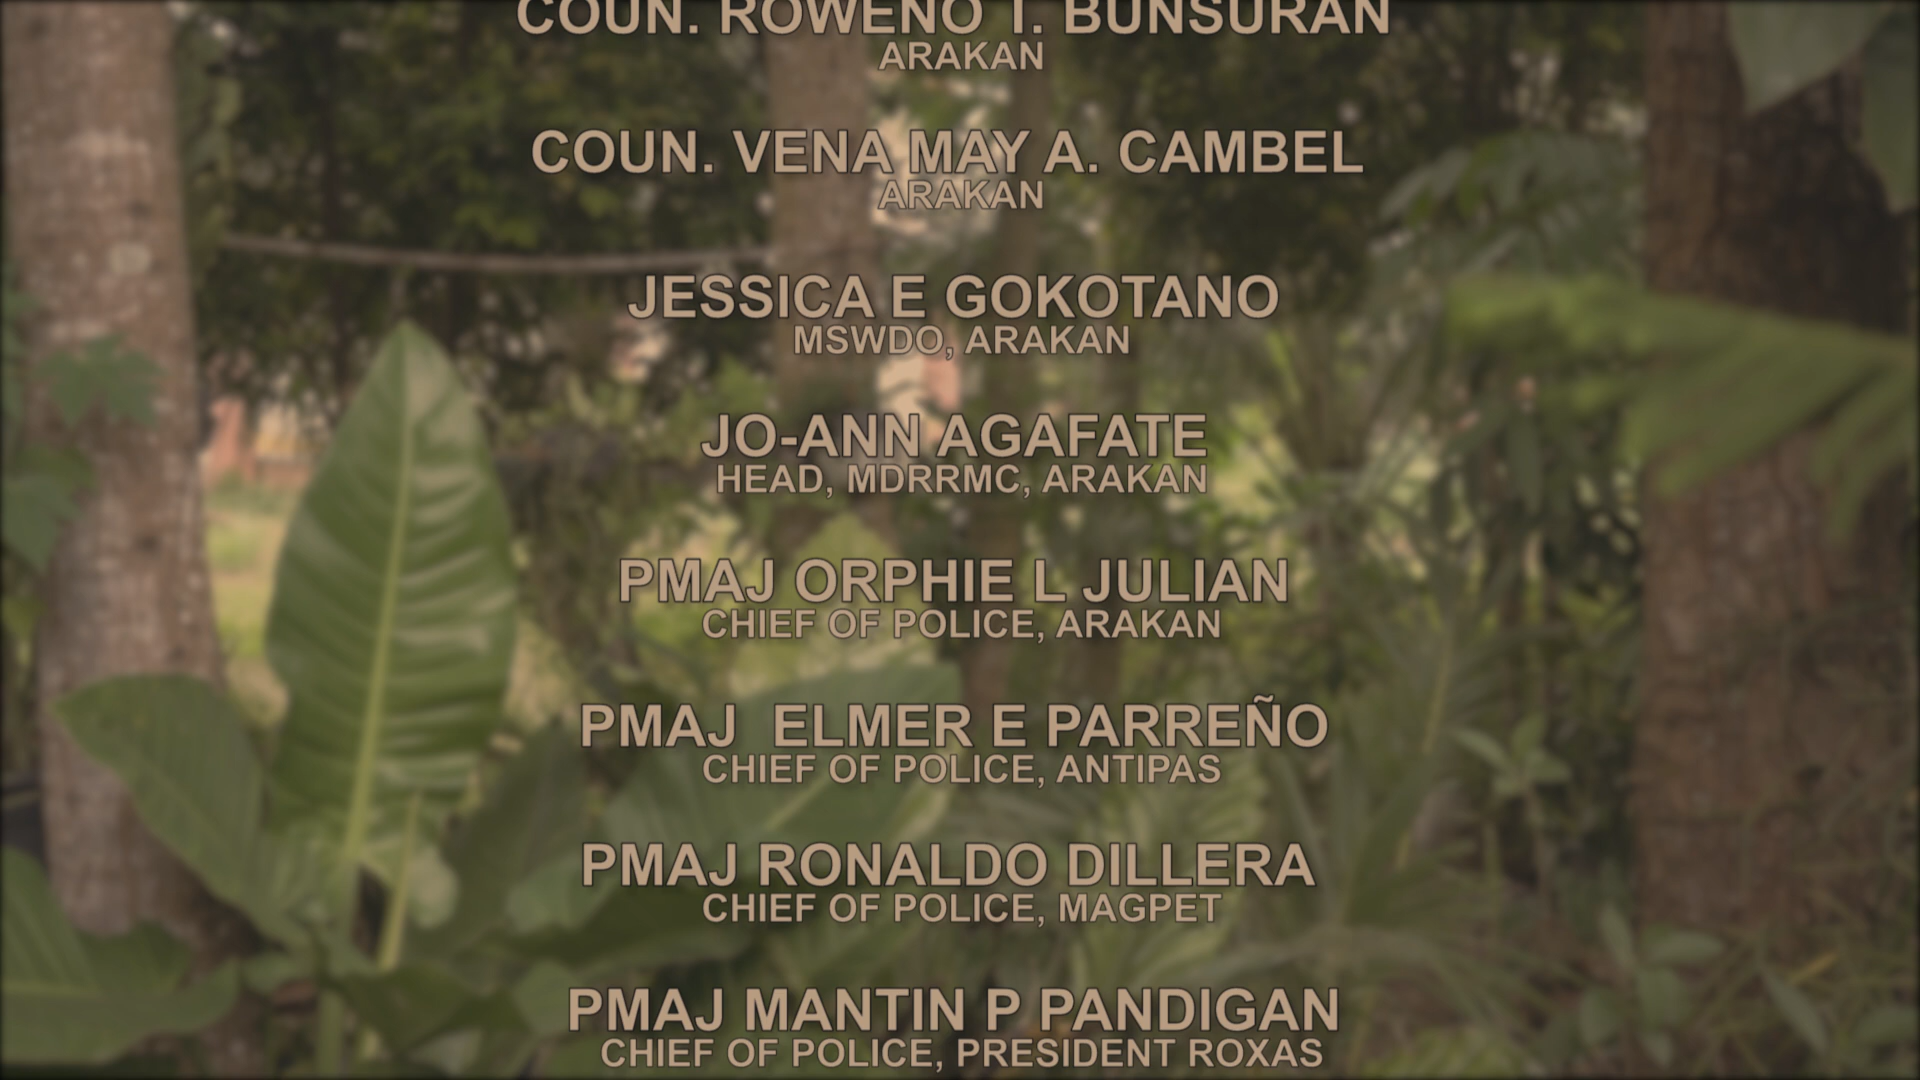 COUN. ROWENO T. BUNSURAN
ARAKAN
COUN. VENA MAY A. CAMBEL
ARAKAN
JESSICA E GOKOTANO
MSWDO, ARAKAN
JO-ANN AGAFATE
HEAD, MDRRMC, ARAKAN
PMAJ ORPHIE L JULIAN
CHIEF OF POLICE, ARAKAN
PMAJ  ELMER E PARREÑO
CHIEF OF POLICE, ANTIPAS
PMAJ RONALDO DILLERA
CHIEF OF POLICE, MAGPET
PMAJ MANTIN P PANDIGAN
CHIEF OF POLICE, PRESIDENT ROXAS